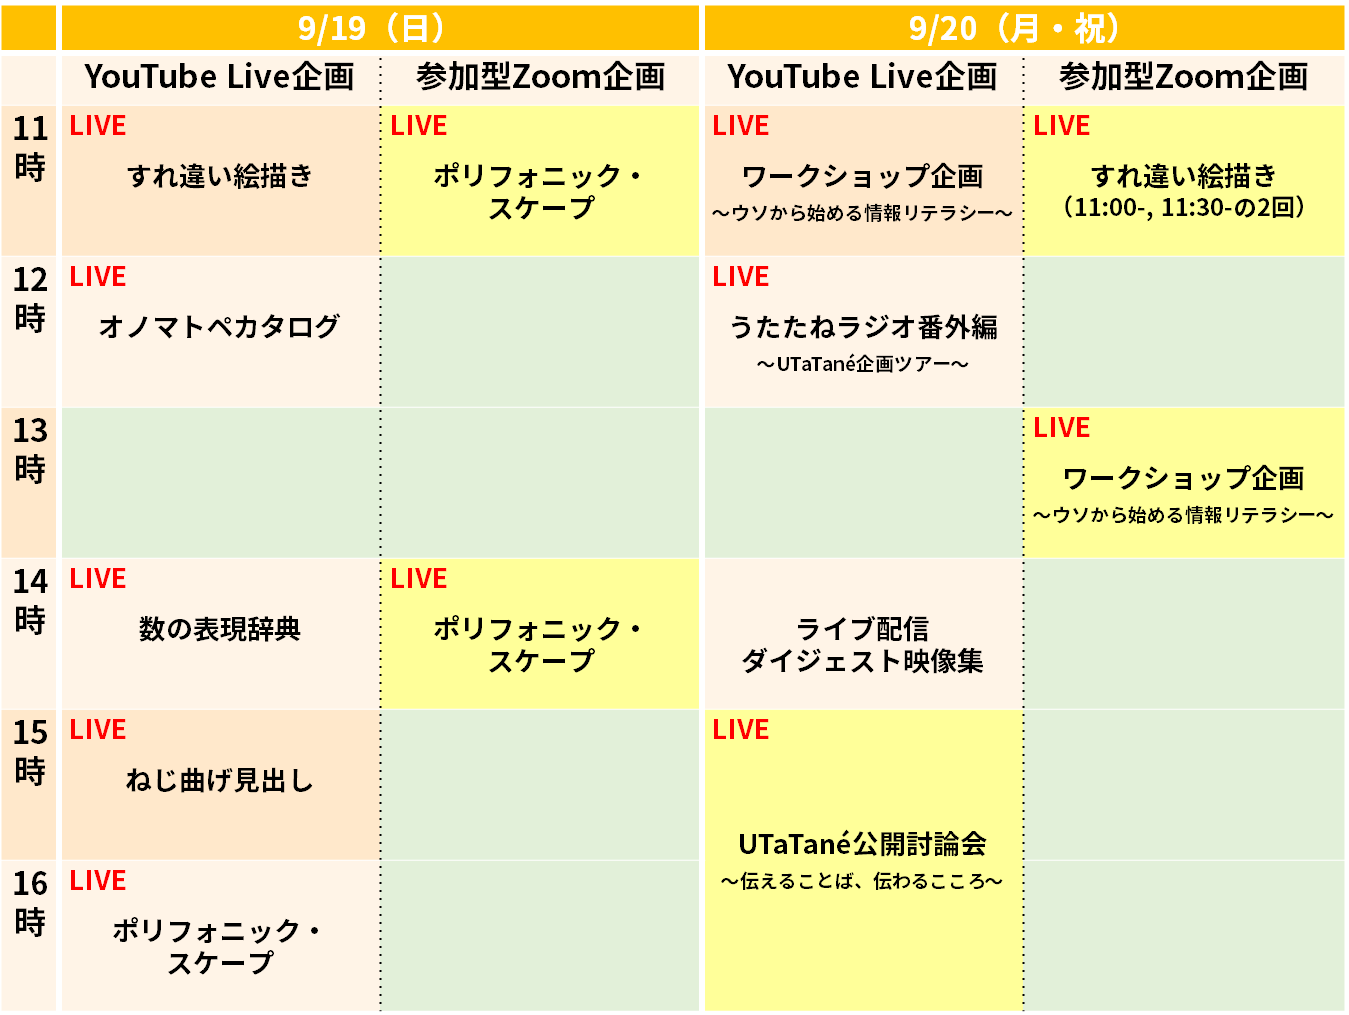 9/19（日）
9/20（月・祝）
YouTube Live企画
参加型Zoom企画
YouTube Live企画
参加型Zoom企画
11
時
LIVE
すれ違い絵描き
LIVE
ポリフォニック・
スケープ
LIVE
ワークショップ企画
～ウソから始める情報リテラシー～
LIVE
すれ違い絵描き
（11:00-, 11:30-の2回）
12
時
LIVE
オノマトペカタログ
LIVE
うたたねラジオ番外編
～UTaTané企画ツアー～
13
時
LIVE
ワークショップ企画
～ウソから始める情報リテラシー～
14
時
LIVE
数の表現辞典
LIVE
ポリフォニック・
スケープ
ライブ配信
ダイジェスト映像集
15
時
LIVE
ねじ曲げ見出し
LIVE
UTaTané公開討論会
～伝えることば、伝わるこころ～
16
時
LIVE
ポリフォニック・
スケープ